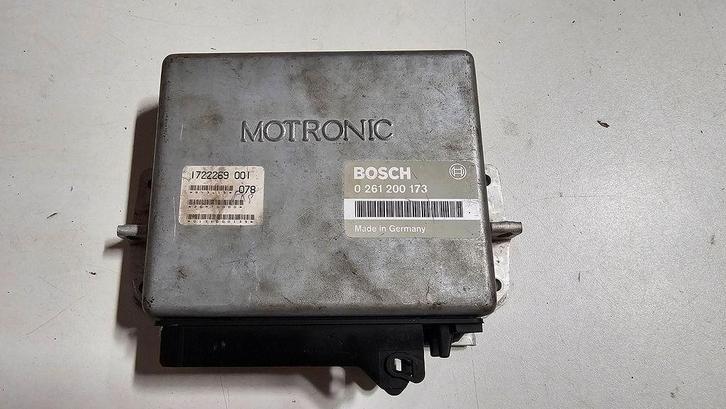 MOTRONIC
1722269 001
078
BOSCH
0 261 200 173
Made in Germany